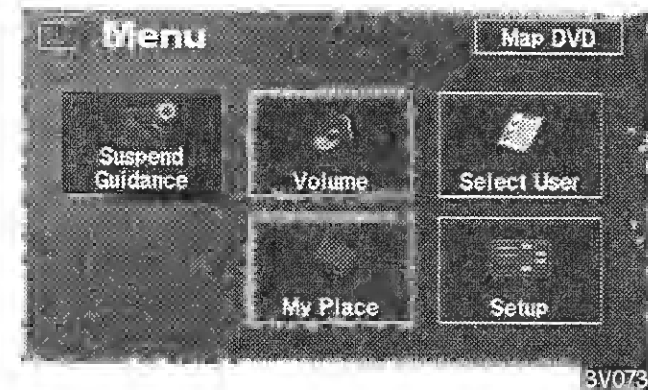 Menu
Map DVD
Suspend
Guidance
Volume
Select User
My Place
Setup
3V073